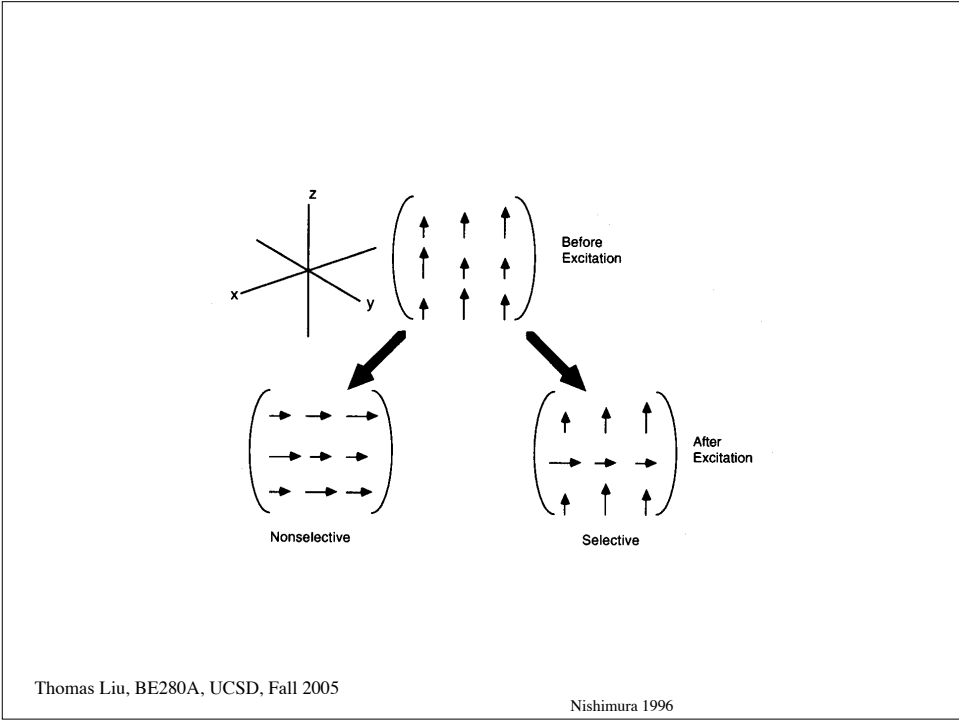 z
x
y
Before
Excitation
After
Excitation
Nonselective
Selective
Thomas Liu, BE280A, UCSD, Fall 2005
Nishimura 1996